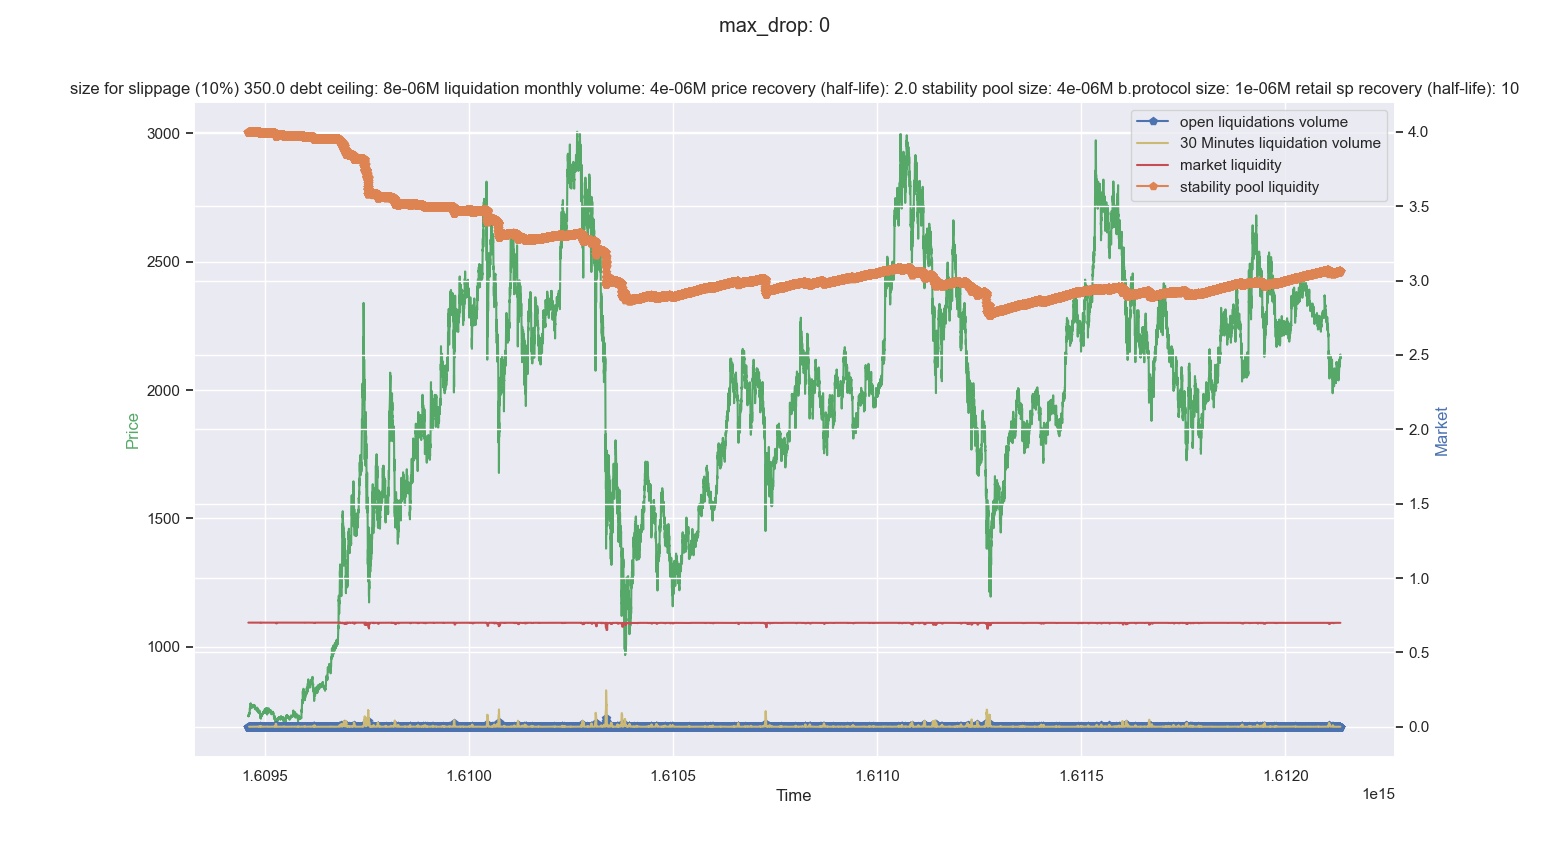 max_drop: 0
size for slippage (10%) 350.0 debt ceiling: 8e-06M liquidation monthly volume: 4e-06M price recovery (half-life): 2.0 stability pool size: 4e-06M b.protocol size: 1e-06M retail sp recovery (half-life): 10
open liquidations volume
30 Minutes liquidation volume
market liquidity
stability pool liquidity
3000
2500
2000
1500
1000
Price
4.0
3.5
3.0
2.5
2.0
1.5
1.0
0.5
0.0
Market
1.6095
1.6100
1.6105
1.6110
1.6115
1.6120
Time
1e15